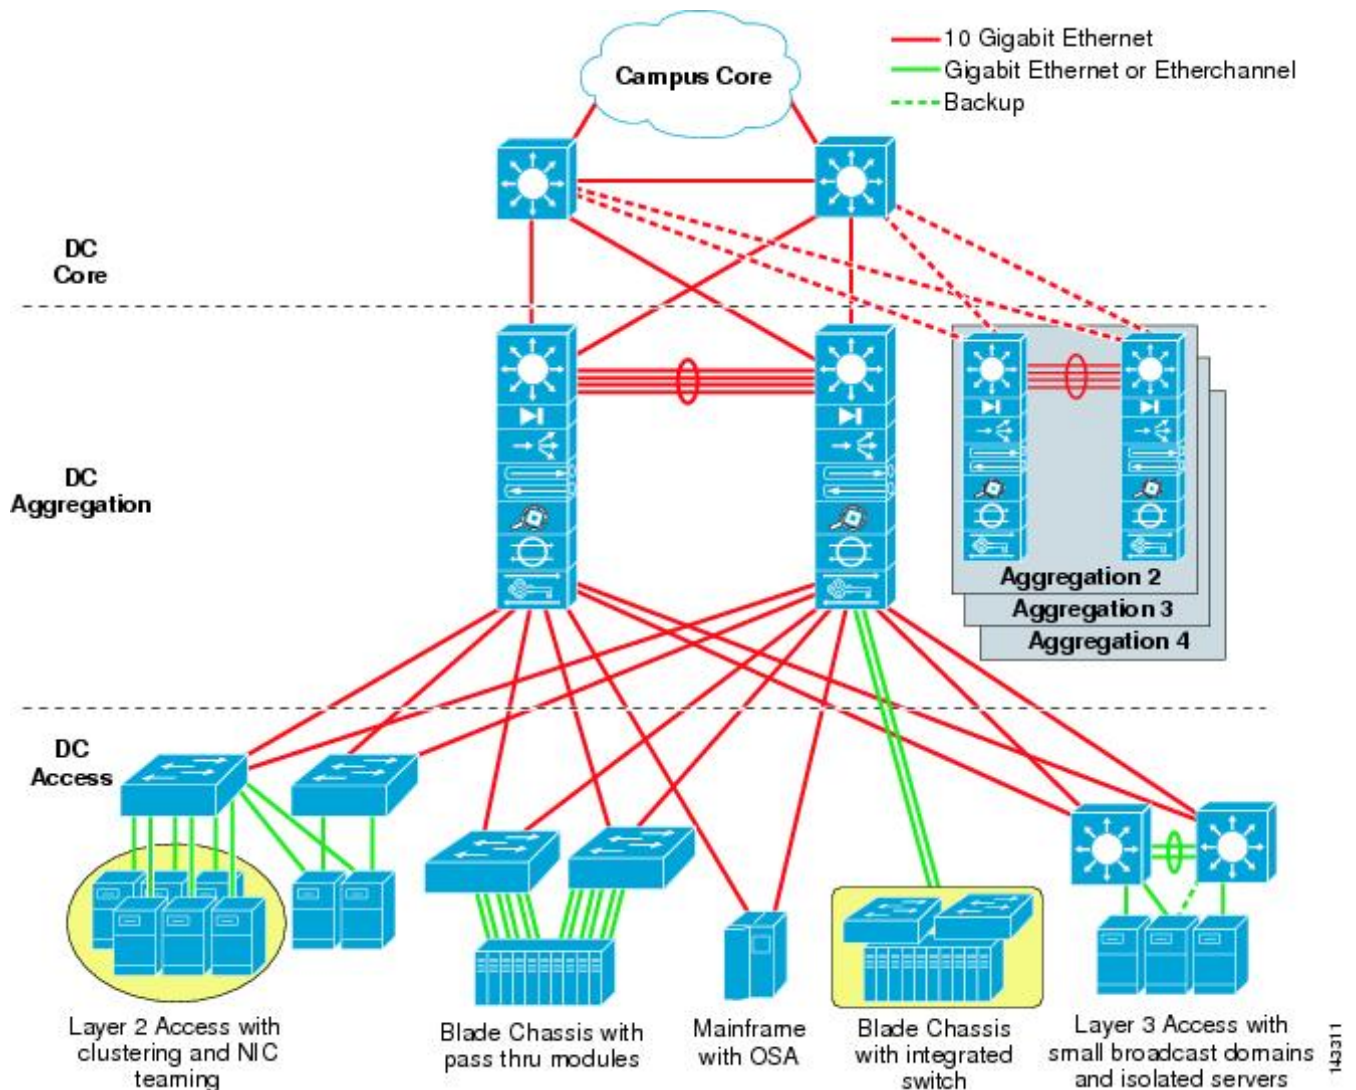 Campus Core
10 Gigabit Ethernet
Gigabit Ethernet or Etherchannel
Backup
DC
Core
DC
Aggregation
Aggregation 2
Aggregation 3
Aggregation 4
DC
Access
Layer 2 Access with
clustering and NIC
teaming
Blade Chassis with
pass thru modules
Mainframe
with OSA
Blade Chassis
with integrated
switch
Layer 3 Access with
small broadcast domains
and isolated servers
143311